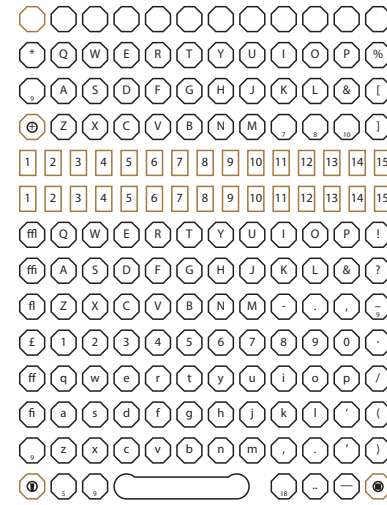 * Q W E R T Y U I O P %
9 A S D F G H J K L & [
⊕ Z X C V B N M 7 8 10 ]
1 2 3 4 5 6 7 8 9 10 11 12 13 14 15
1 2 3 4 5 6 7 8 9 10 11 12 13 14 15
ffl Q W E R T Y U I O P !
ffi A S D F G H J K L & ?
fl Z X C V B N M - . , – 9
£ 1 2 3 4 5 6 7 8 9 0 ·
ff q w e r t y u i o p /
fi a s d f g h j k l ‘ (
9 z x c v b n m , . ’ )
5 9 18 .. —